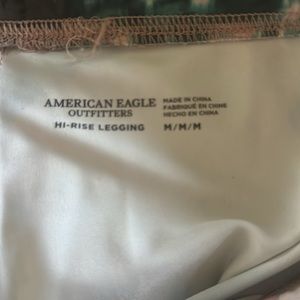 AMERICAN EAGLE
OUTFITTERS
HI-RISE LEGGING
MADE IN CHINA
FABRIQUÉ EN CHINE
HECHO EN CHINA
M/M/M